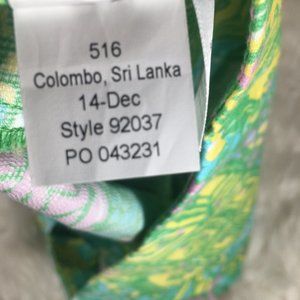 516
Colombo, Sri Lanka
14-Dec
Style 92037
PO 043231